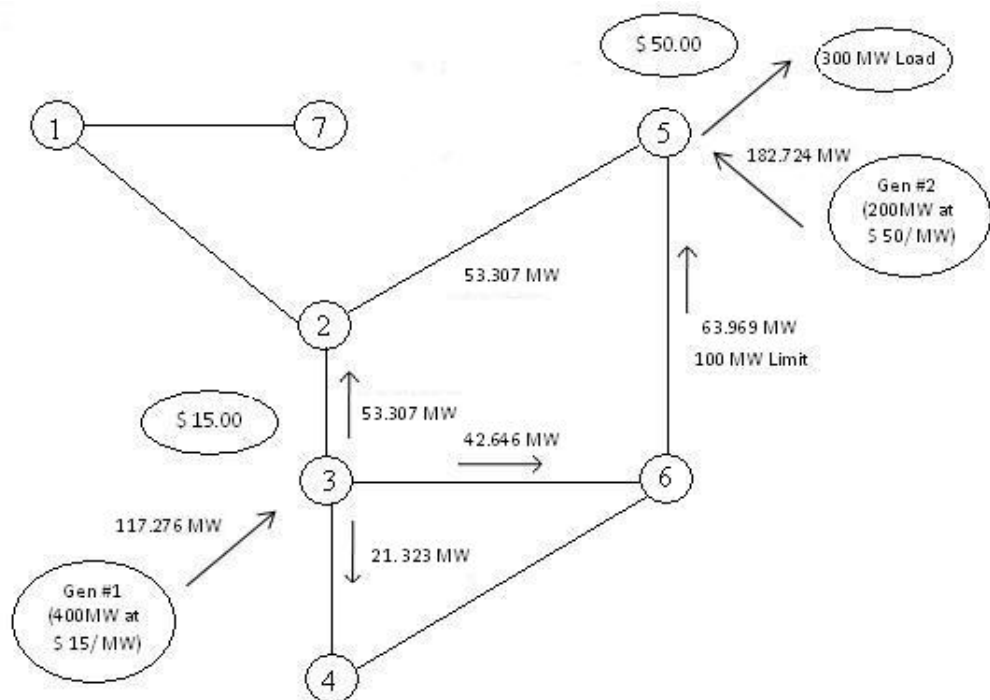 $ 50.00
300 MW Load
1
7
5
182.724 MW
Gen #2
(200MW at
$ 50/ MW)
53.307 MW
2
63.969 MW
100 MW Limit
$ 15.00
53.307 MW
42.646 MW
3
6
117.276 MW
21. 323 MW
Gen #1
(400MW at
$ 15/ MW)
4